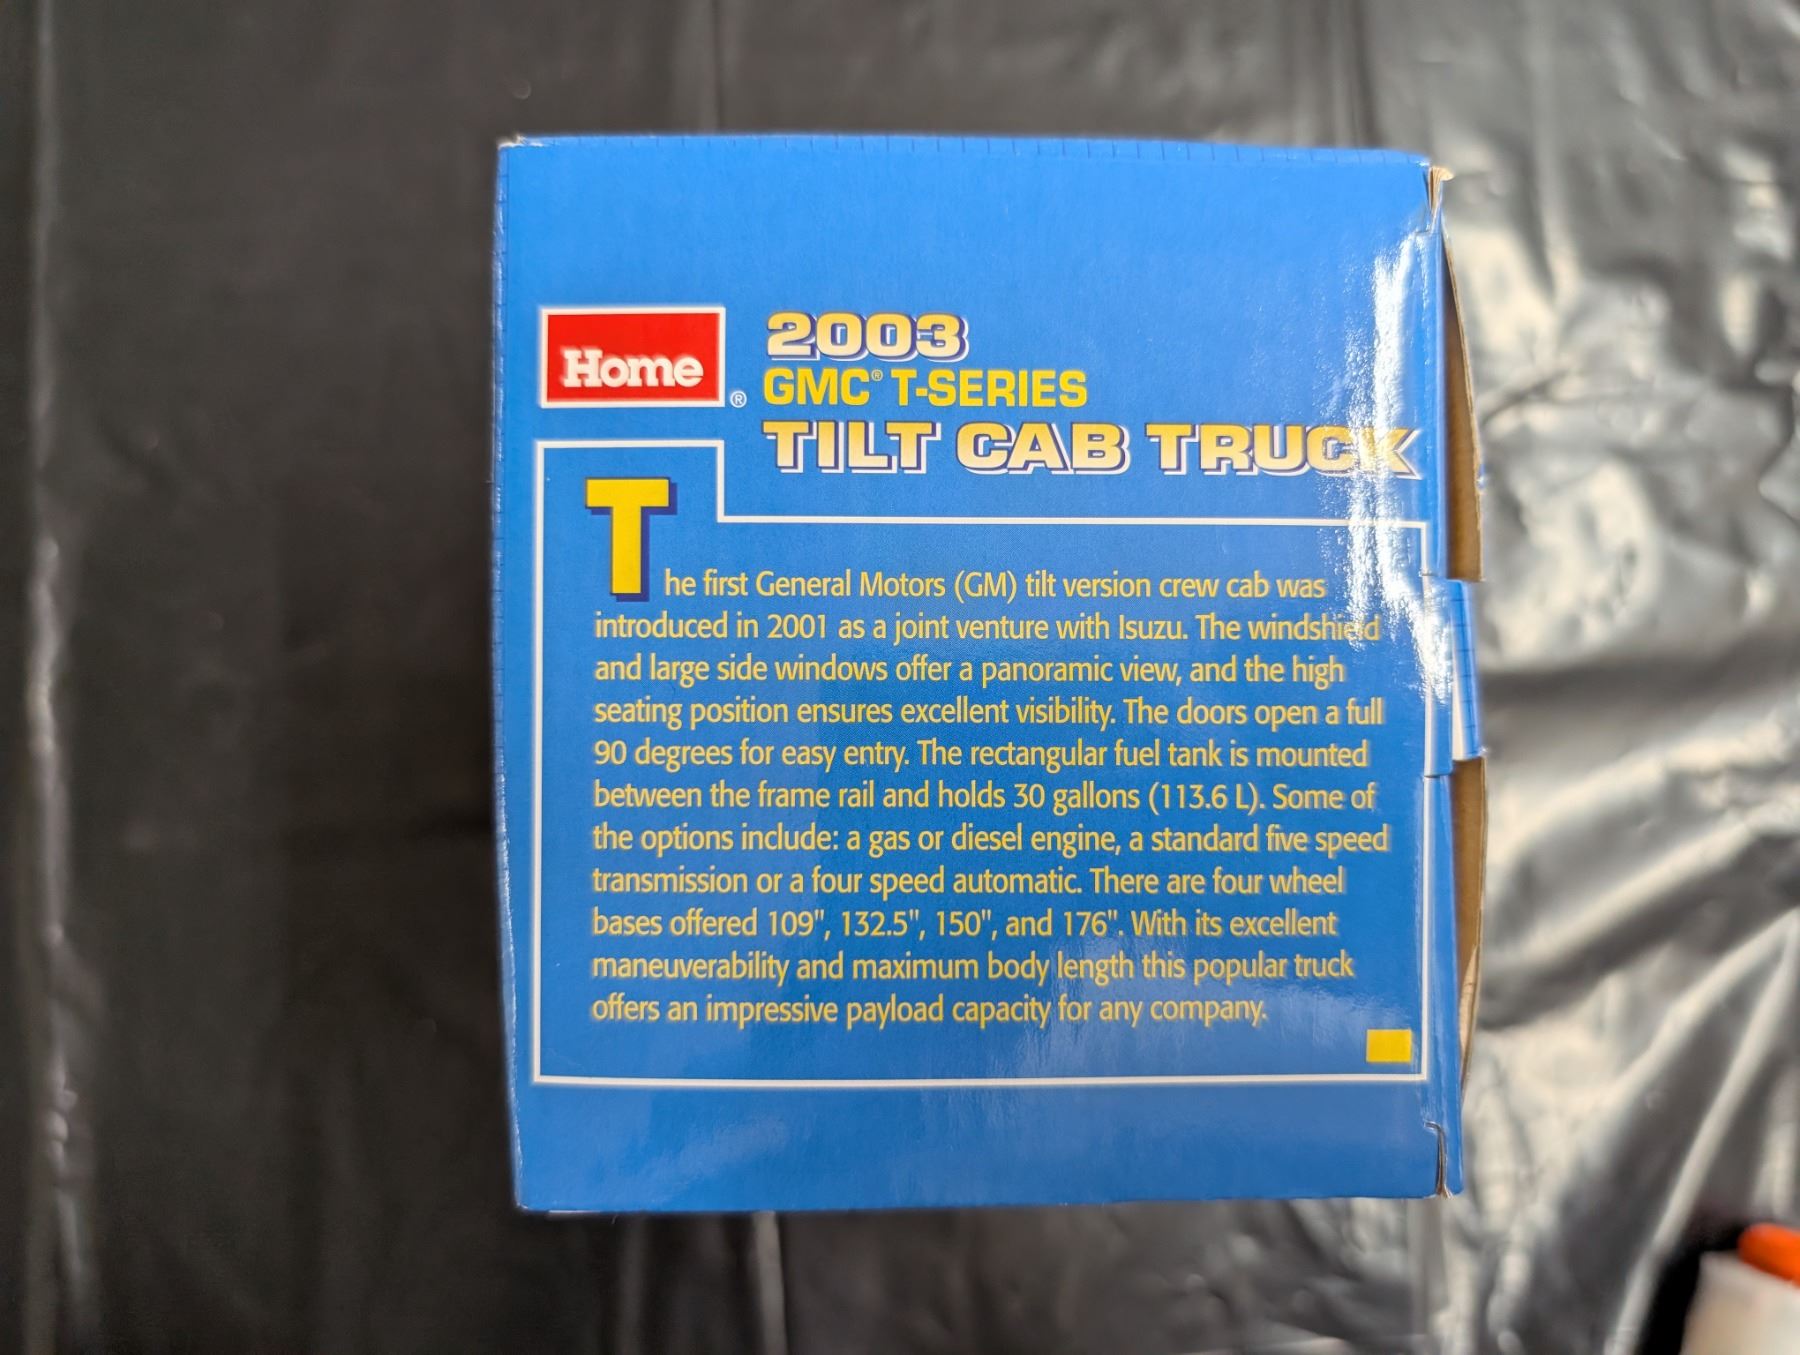 Home ®
2003
GMC® T-SERIES
TILT CAB TRUCK
The first General Motors (GM) tilt version crew cab was
introduced in 2001 as a joint venture with Isuzu. The windshield
and large side windows offer a panoramic view, and the high
seating position ensures excellent visibility. The doors open a full
90 degrees for easy entry. The rectangular fuel tank is mounted
between the frame rail and holds 30 gallons (113.6 L). Some of
the options include: a gas or diesel engine, a standard five speed
transmission or a four speed automatic. There are four wheel
bases offered 109", 132.5", 150", and 176". With its excellent
maneuverability and maximum body length this popular truck
offers an impressive payload capacity for any company.